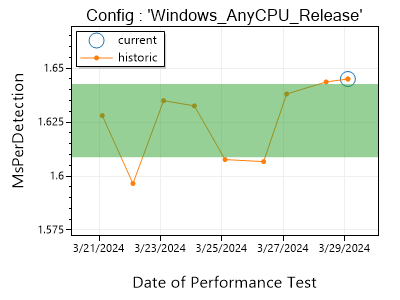 Config : 'Windows_AnyCPU_Release'
current
historic
MsPerDetection
1.65
1.625
1.6
1.575
3/21/2024 3/23/2024 3/25/2024 3/27/2024 3/29/2024
Date of Performance Test